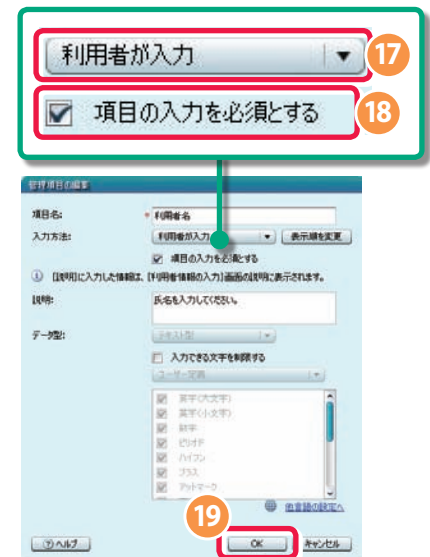 利用者が入力
17
項目の入力を必須とする
18
管理項目の編集
項目名:
* 利用者名
入力方法:
利用者が入力
表示順を変更
項目の入力を必須とする
[説明]に入力した情報は、[利用者情報の入力]画面の説明に表示されます。
説明:
氏名を入力してください。
データ型:
テキスト型
入力できる文字を制限する
ユーザー定義
英字(大文字)
英字(小文字)
数字
ピリオド
ハイフン
プラス
アットマーク
他言語の設定へ
19
ヘルプ
OK
キャンセル